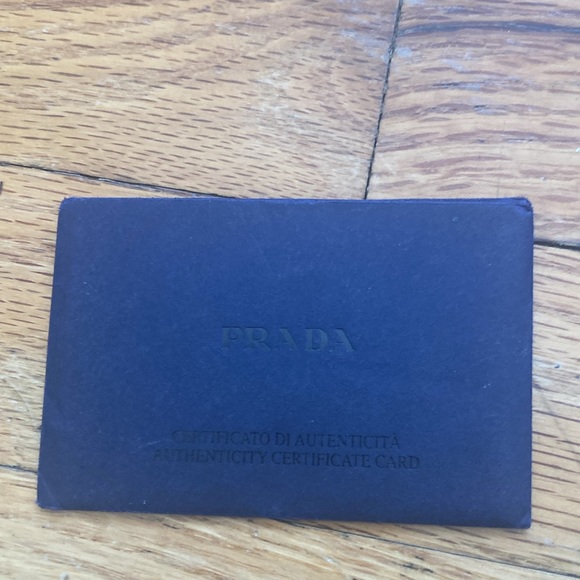 PRADA
CERTIFICATO DI AUTENTICITÀ
AUTHENTICITY CERTIFICATE CARD